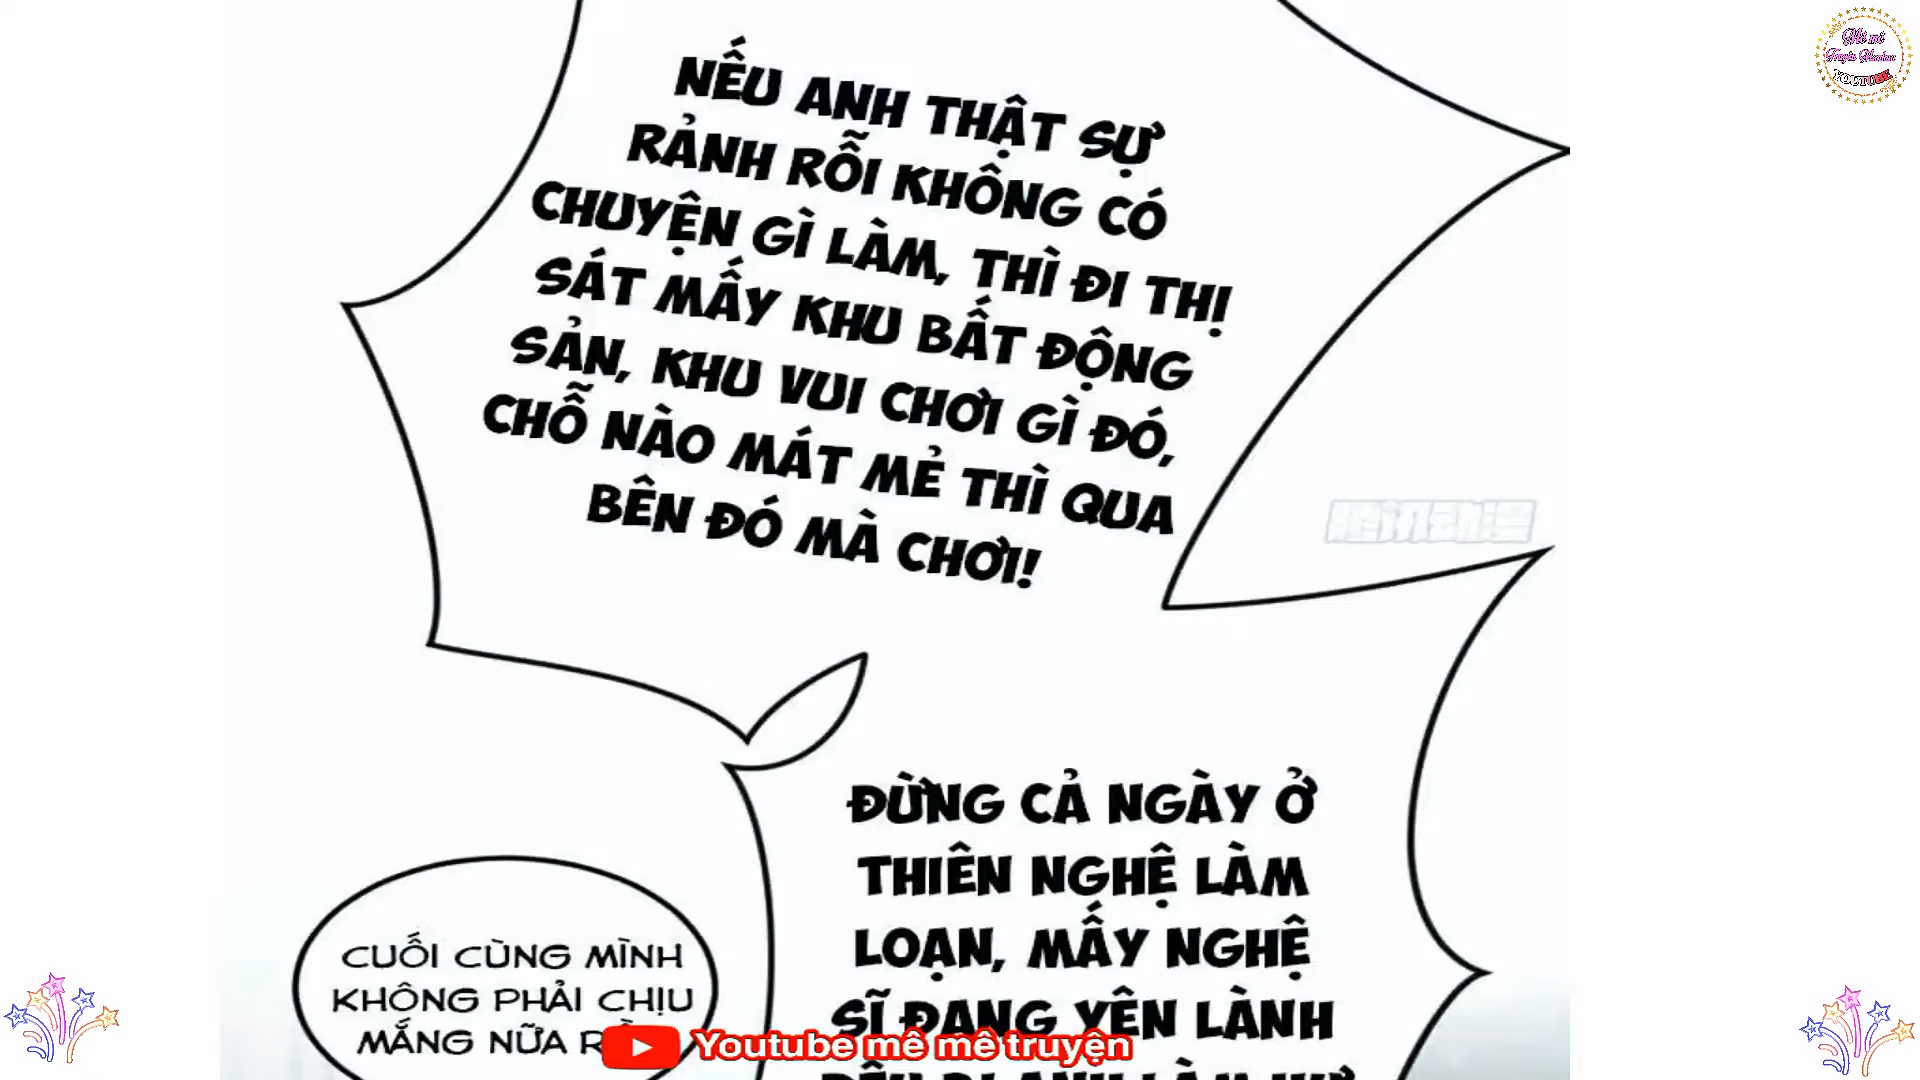 NẾU ANH THẬT SỰ
RẢNH RỖI KHÔNG CÓ
CHUYỆN GÌ LÀM, THÌ ĐI THỊ
SÁT MẤY KHU BẤT ĐỘNG
SẢN, KHU VUI CHƠI GÌ ĐÓ,
CHỖ NÀO MÁT MẺ THÌ QUA
BÊN ĐÓ MÀ CHƠI!
ĐỪNG CẢ NGÀY Ở
THIÊN NGHỆ LÀM
LOẠN, MẤY NGHỆ
SĨ ĐANG YÊN LÀNH
CUỐI CÙNG MÌNH
KHÔNG PHẢI CHỊU
MẮNG NỮA
Youtube mê mê truyện
Mê mê
YOUTUBE